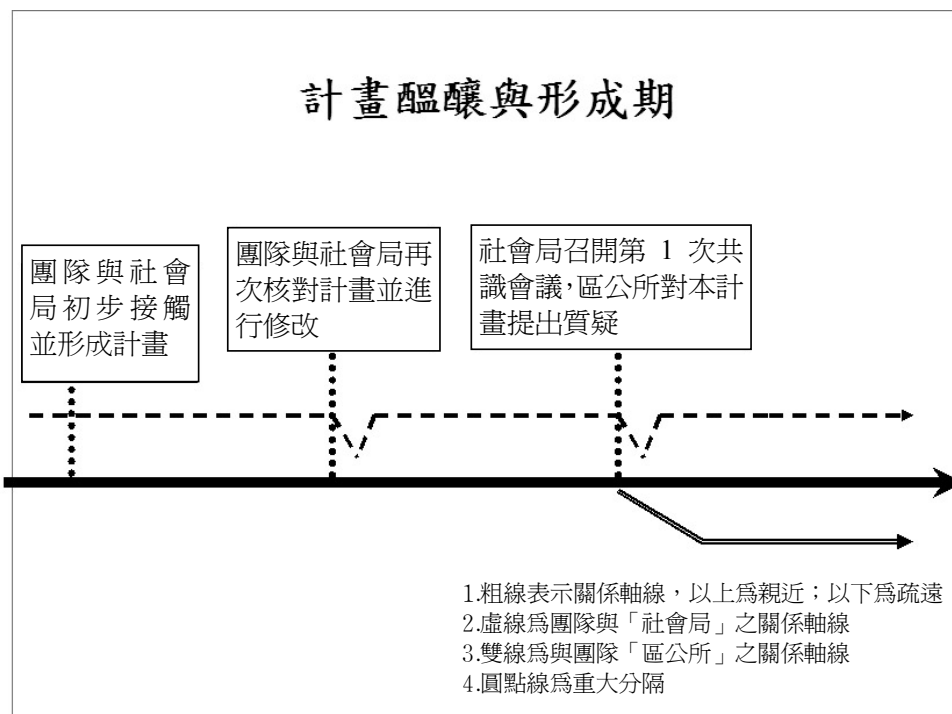 計畫醞釀與形成期
團隊與社會
局初步接觸
並形成計畫
團隊與社會局再
次核對計畫並進
行修改
社會局召開第 1 次共
識會議,區公所對本計
畫提出質疑
1.粗線表示關係軸線，以上為親近；以下為疏遠
2.虛線為團隊與「社會局」之關係軸線
3.雙線為與團隊「區公所」之關係軸線
4.圓點線為重大分隔